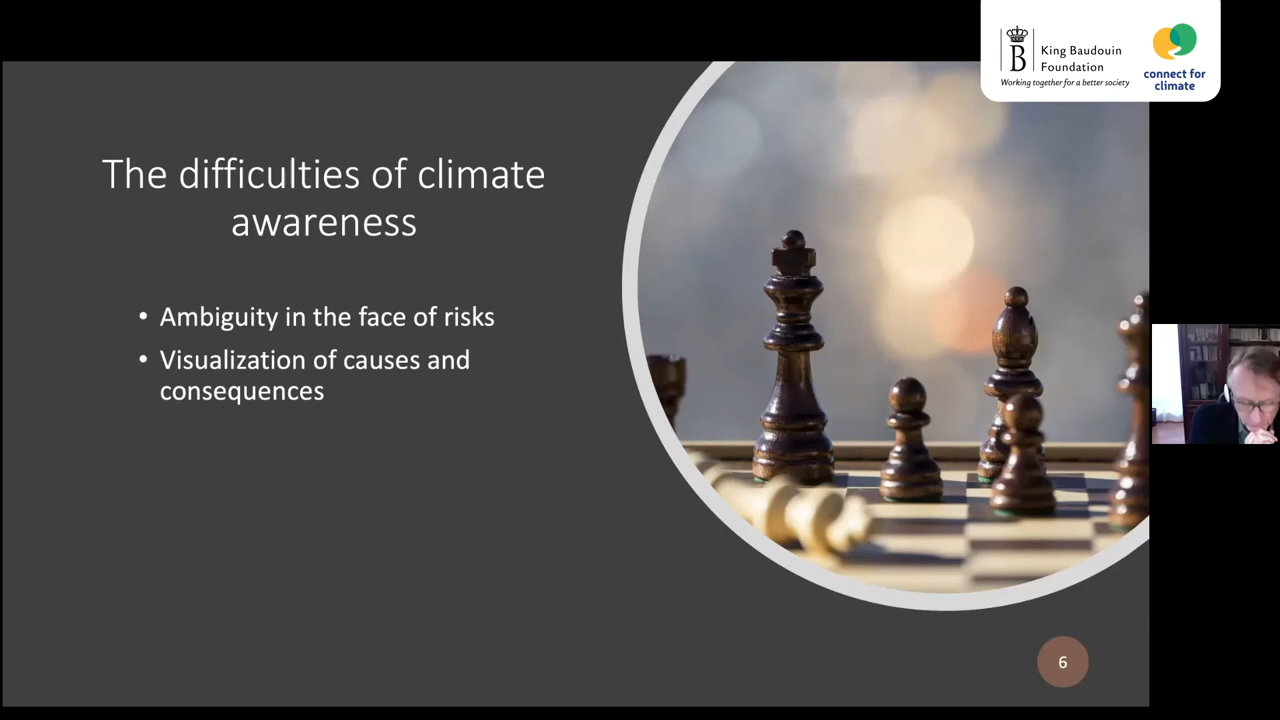 B
King Baudouin
Foundation
Working together for a better society
connect for
climate
The difficulties of climate
awareness
• Ambiguity in the face of risks
• Visualization of causes and
consequences
6